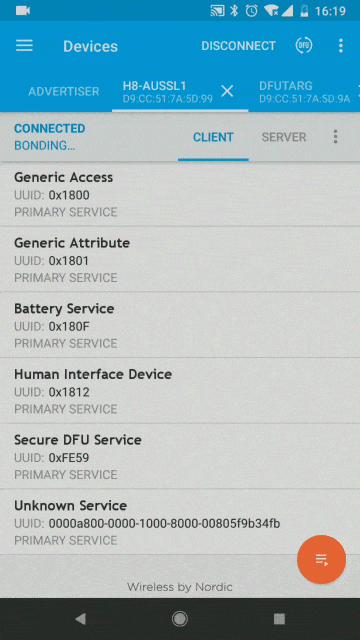 16:19
Devices
DISCONNECT
DFU
ADVERTISER
H8-AUSSL1
D9:CC:51:7A:5D:99
DFUTARG
D9:CC:51:7A:5D:9A
CONNECTED
BONDING...
CLIENT
SERVER
Generic Access
UUID: 0x1800
PRIMARY SERVICE
Generic Attribute
UUID: 0x1801
PRIMARY SERVICE
Battery Service
UUID: 0x180F
PRIMARY SERVICE
Human Interface Device
UUID: 0x1812
PRIMARY SERVICE
Secure DFU Service
UUID: 0xFE59
PRIMARY SERVICE
Unknown Service
UUID: 0000a800-0000-1000-8000-00805f9b34fb
PRIMARY SERVICE
Wireless by Nordic